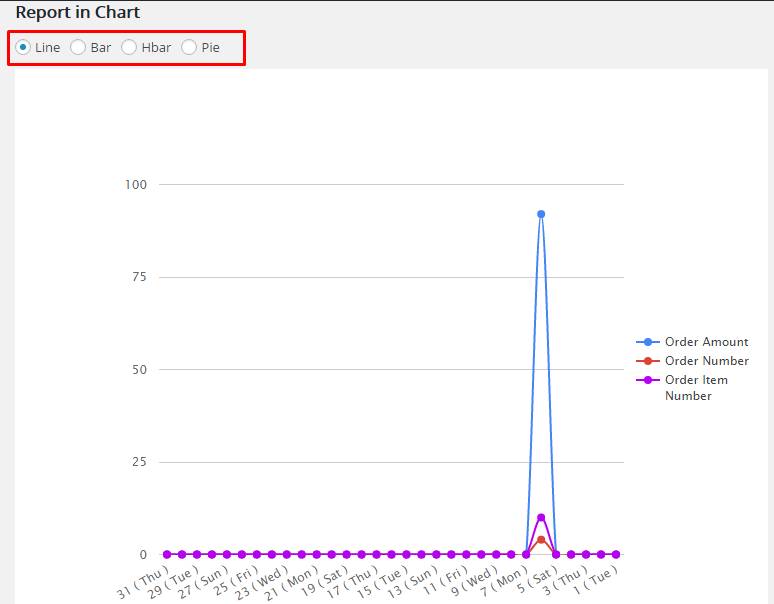 Report in Chart
Line Bar Hbar Pie
100
75
50
25
0
Order Amount
Order Number
Order Item
Number
31 ( Thu ) 29 ( Tue ) 27 ( Sun ) 25 ( Fri ) 23 ( Wed ) 21 ( Mon ) 19 ( Sat ) 17 ( Thu ) 15 ( Tue ) 13 ( Sun ) 11 ( Fri ) 9 ( Wed ) 7 ( Mon ) 5 ( Sat ) 3 ( Thu ) 1 ( Tue )